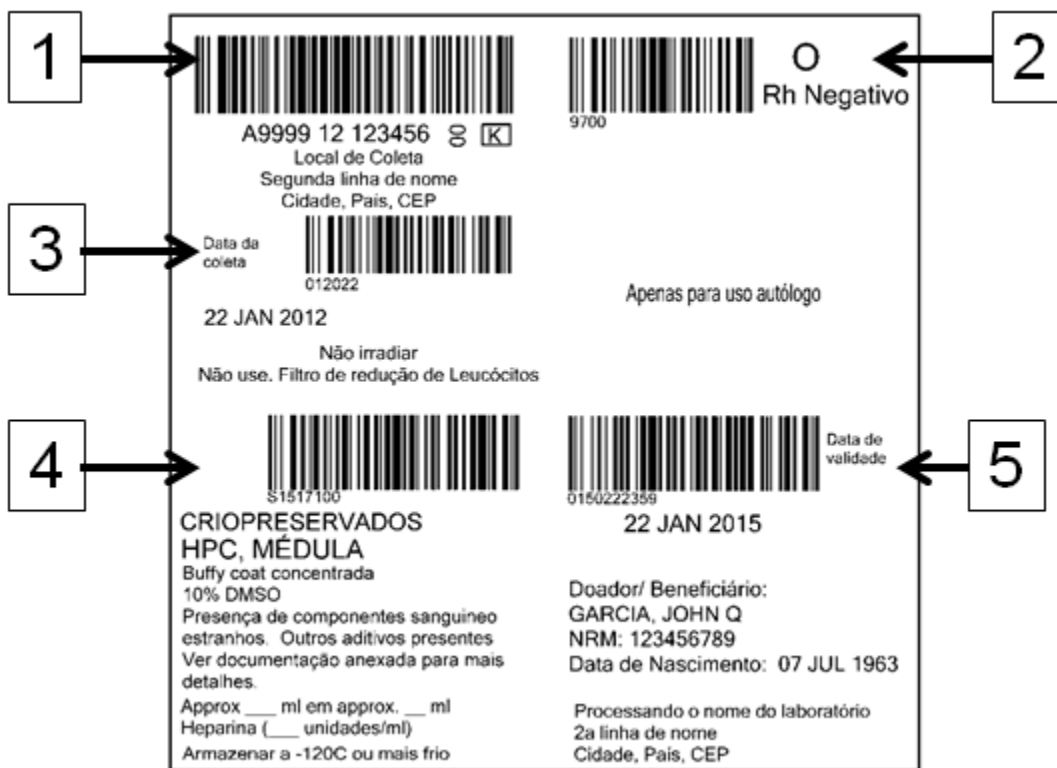 1
2
3
4
5
A9999 12 123456 00 K
Local de Coleta
Segunda linha de nome
Cidade, Pais, CEP
O
Rh Negativo
9700
Data da
coleta
012022
22 JAN 2012
Apenas para uso autólogo
Não irradiar
Não use. Filtro de redução de Leucócitos
S1517100
CRIOPRESERVADOS
HPC, MÉDULA
Buffy coat concentrada
10% DMSO
Presença de componentes sanguineo
estranhos. Outros aditivos presentes
Ver documentação anexada para mais
detalhes.
Approx ___ ml em approx. __ ml
Heparina (___ unidades/ml)
Armazenar a -120C ou mais frio
Data de
validade
0150222359
22 JAN 2015
Doador/ Beneficiário:
GARCIA, JOHN Q
NRM: 123456789
Data de Nascimento: 07 JUL 1963
Processando o nome do laboratório
2a linha de nome
Cidade, Pais, CEP